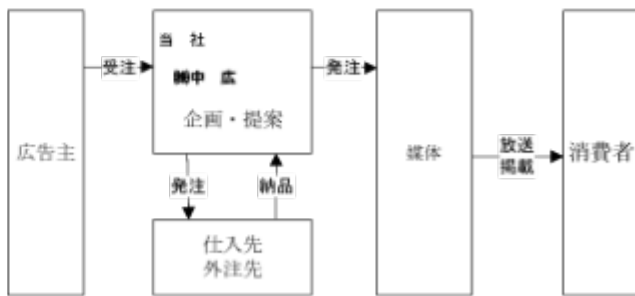 広告主
受注
当 社
㈱中 広
企画・提案
発注
納品
仕入先
外注先
発注
媒体
放送
掲載
消費者